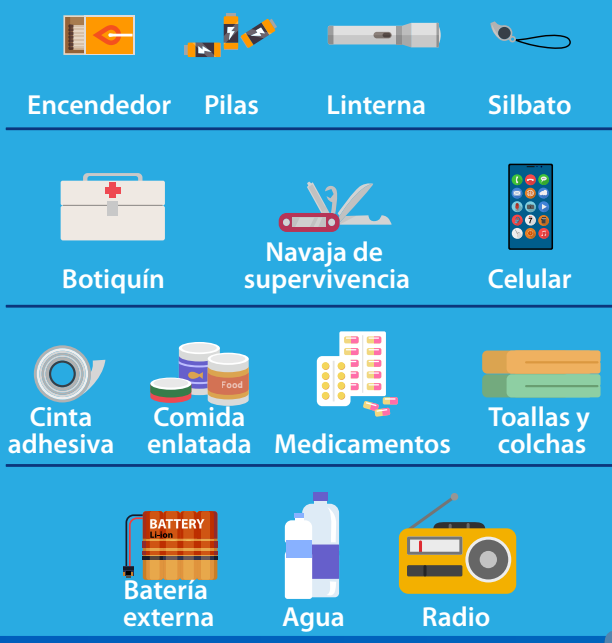 Encendedor Pilas Linterna Silbato
Botiquín
Navaja de
supervivencia
Celular
Cinta
adhesiva
Food
Comida
enlatada
Medicamentos
Toallas y
colchas
BATTERY
Li-ion
Batería
externa
Agua
Radio